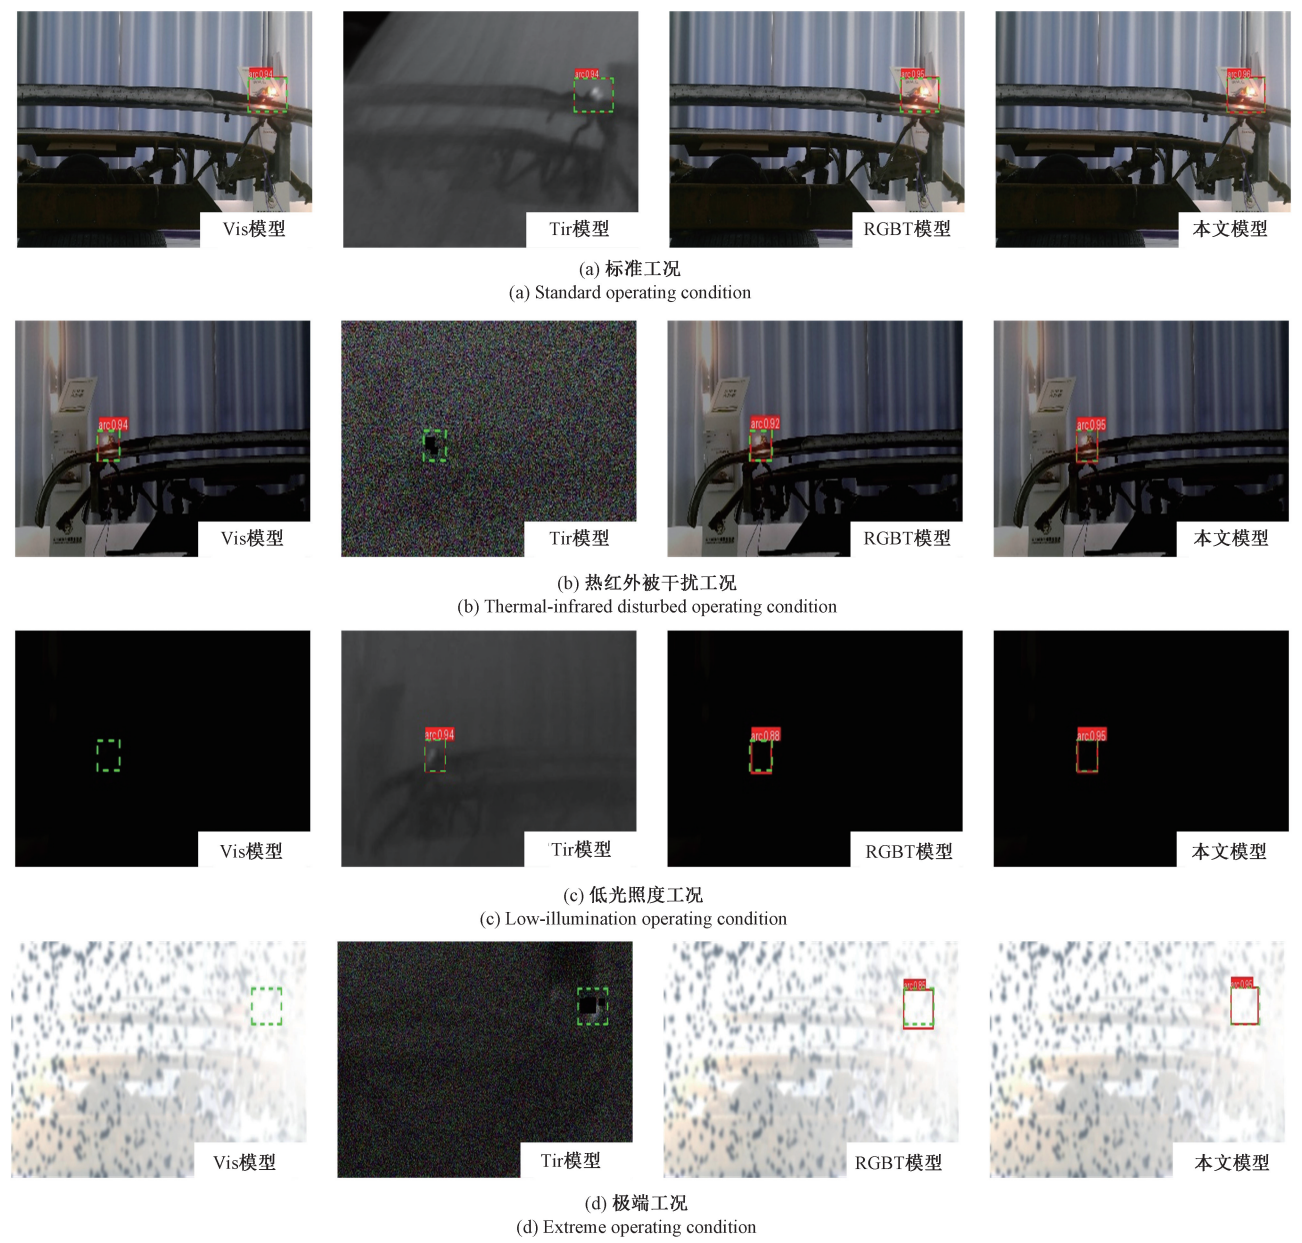 arc 0.94
arc 0.94
arc 0.95
arc 0.96
Vis模型
Tir模型
RGBT模型
本文模型
(a) 标准工况
(a) Standard operating condition
arc 0.94
arc 0.92
arc 0.95
Vis模型
Tir模型
RGBT模型
本文模型
(b) 热红外被干扰工况
(b) Thermal-infrared disturbed operating condition
arc 0.94
arc 0.88
arc 0.95
Vis模型
Tir模型
RGBT模型
本文模型
(c) 低光照度工况
(c) Low-illumination operating condition
Vis模型
Tir模型
RGBT模型
本文模型
(d) 极端工况
(d) Extreme operating condition